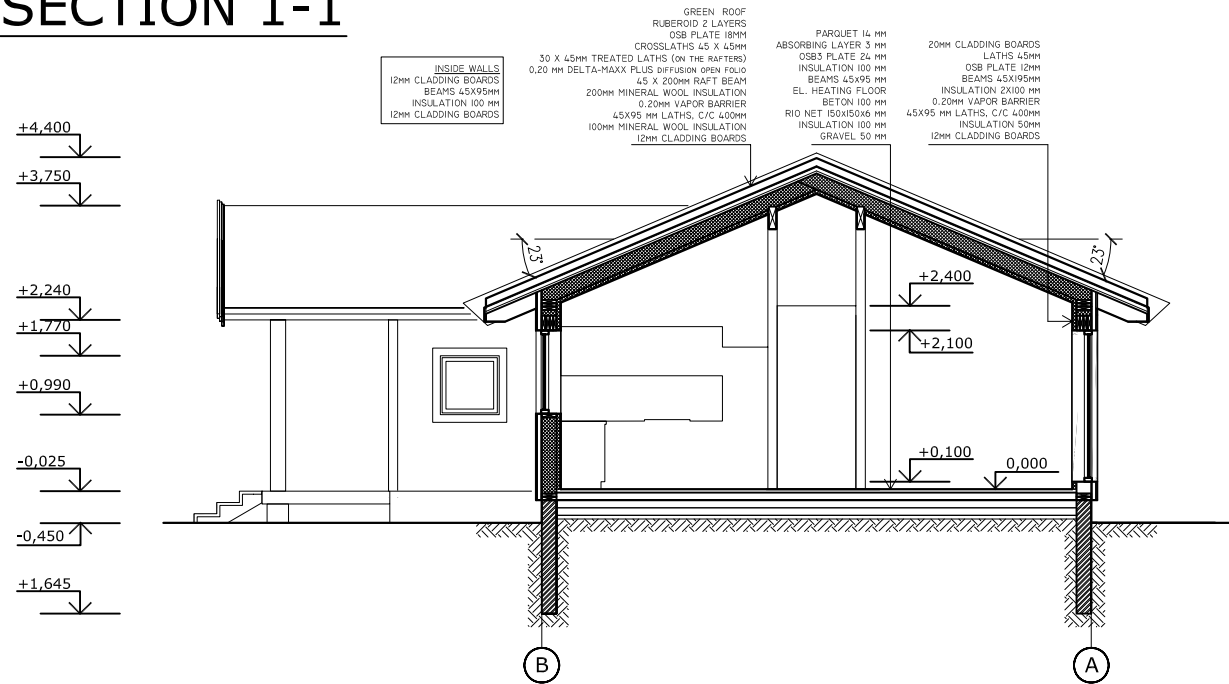 SECTION 1-1
INSIDE WALLS
12MM CLADDING BOARDS
BEAMS 45X95MM
INSULATION 100 MM
12MM CLADDING BOARDS
GREEN ROOF
RUBEROID 2 LAYERS
OSB PLATE 18MM
CROSSLATHS 45 X 45MM
30 X 45MM TREATED LATHS (ON THE RAFTERS)
0,20 MM DELTA-MAXX PLUS DIFFUSION OPEN FOLIO
45 X 200MM RAFT BEAM
200MM MINERAL WOOL INSULATION
0.20MM VAPOR BARRIER
45X95 MM LATHS, C/C 400MM
100MM MINERAL WOOL INSULATION
12MM CLADDING BOARDS
PARQUET 14 MM
ABSORBING LAYER 3 MM
OSB3 PLATE 24 MM
INSULATION 100 MM
BEAMS 45X95 MM
EL. HEATING FLOOR
BETON 100 MM
RIO NET 150X150X6 MM
INSULATION 100 MM
GRAVEL 50 MM
20MM CLADDING BOARDS
LATHS 45MM
OSB PLATE 12MM
BEAMS 45X195MM
INSULATION 2X100 MM
0.20MM VAPOR BARRIER
45X95 MM LATHS, C/C 400MM
INSULATION 50MM
12MM CLADDING BOARDS
+4,400
+3,750
+2,240
+1,770
+0,990
-0,025
-0,450
+1,645
23°
23°
+2,400
+2,100
+0,100
0,000
B
A